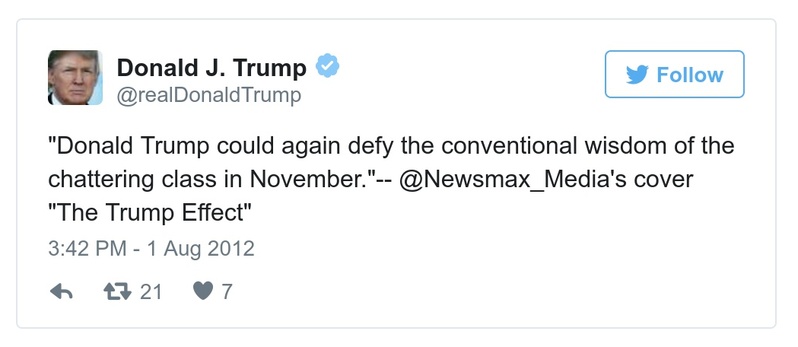 Donald J. Trump
@realDonaldTrump
Follow
"Donald Trump could again defy the conventional wisdom of the
chattering class in November."-- @Newsmax_Media's cover
"The Trump Effect"
3:42 PM - 1 Aug 2012
21 7